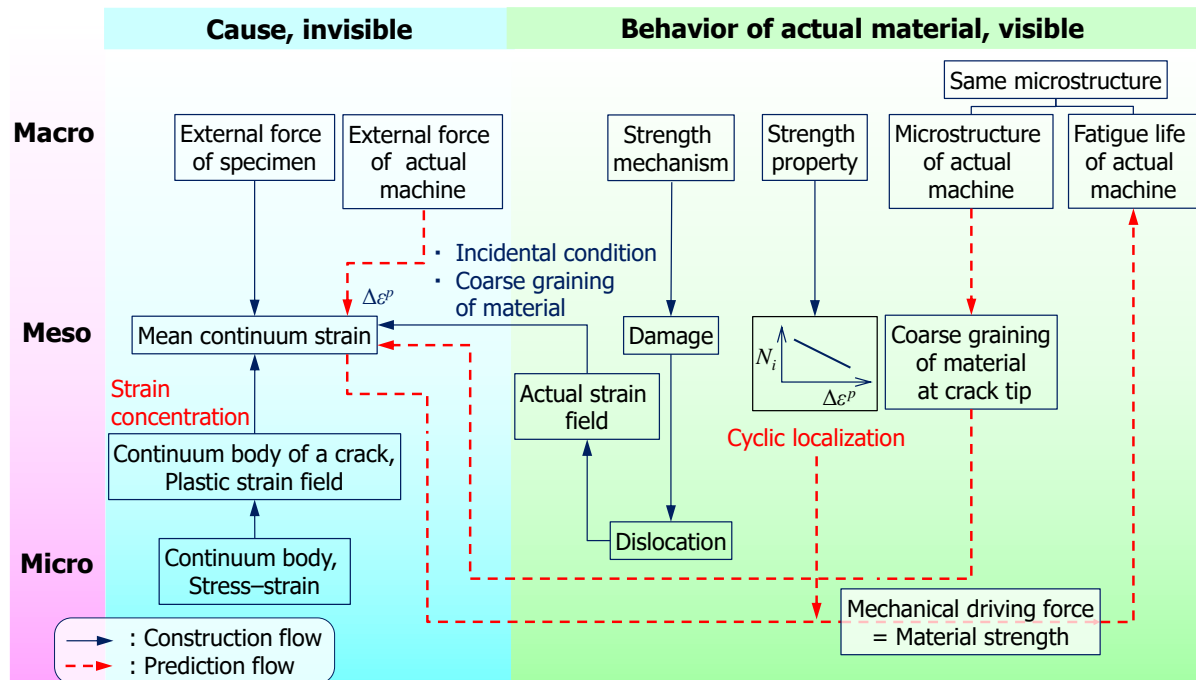 Cause, invisible
Behavior of actual material, visible
Same microstructure
Macro
External force
of specimen
External force
of actual
machine
Strength
mechanism
Strength
property
Microstructure
of actual
machine
Fatigue life
of actual
machine
・ Incidental condition
・ Coarse graining
of material
Δεᵖ
Meso
Mean continuum strain
Damage
Nᵢ
Δεᵖ
Coarse graining
of material
at crack tip
Strain
concentration
Actual strain
field
Cyclic localization
Continuum body of a crack,
Plastic strain field
Micro
Continuum body,
Stress–strain
Dislocation
Mechanical driving force
= Material strength
: Construction flow
: Prediction flow